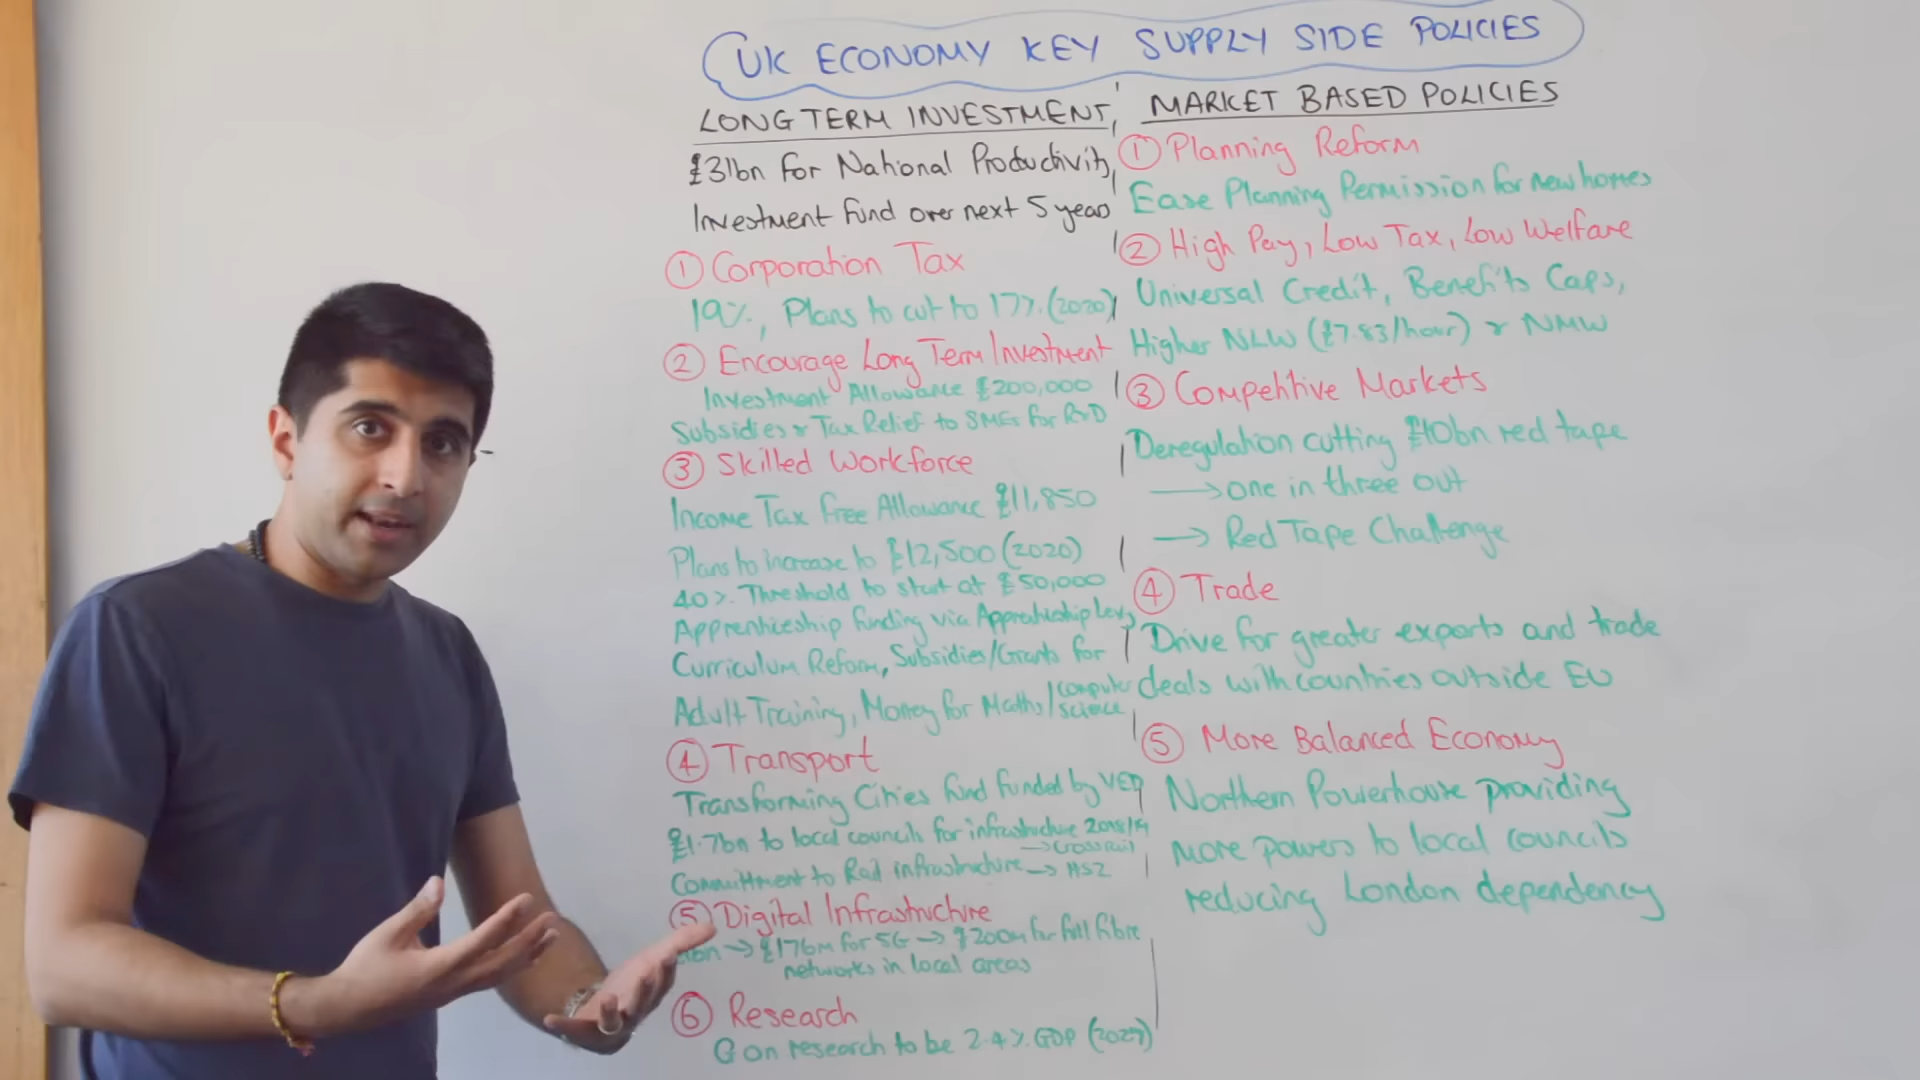 UK ECONOMY KEY SUPPLY SIDE POLICIES
LONG TERM INVESTMENT
£31bn for National Productivity
Investment Fund over next 5 years
① Corporation Tax
19%, Plans to cut to 17% (2020)
② Encourage Long Term Investment
Investment Allowance £200,000
Subsidies & Tax Relief to SMEs for R&D
③ Skilled Workforce
Income Tax Free Allowance £11,850
Plans to increase to £12,500 (2020)
40% Threshold to start at £50,000
Apprenticeship funding via Apprenticeship Levy
Curriculum Reform, Subsidies/Grants for
Adult Training, Money for Maths/computer science
④ Transport
Transforming Cities Fund funded by VED
£1.7bn to local councils for infrastructure 2018/19
→ Crossrail
Committment to Rail infrastructure → HS2
⑤ Digital Infrastructure
→ £176m for 5G → £200m for full fibre
networks in local areas
⑥ Research
G on research to be 2.4% GDP (2027)
MARKET BASED POLICIES
① Planning Reform
Ease Planning Permission for new homes
② High Pay, Low Tax, Low Welfare
Universal Credit, Benefits Caps,
Higher NLW (£7.83/hour) & NMW
③ Competitive Markets
Deregulation cutting £10bn red tape
→ one in three out
→ Red Tape Challenge
④ Trade
Drive for greater exports and trade
deals with countries outside EU
⑤ More Balanced Economy
Northern Powerhouse providing
more powers to local councils
reducing London dependency